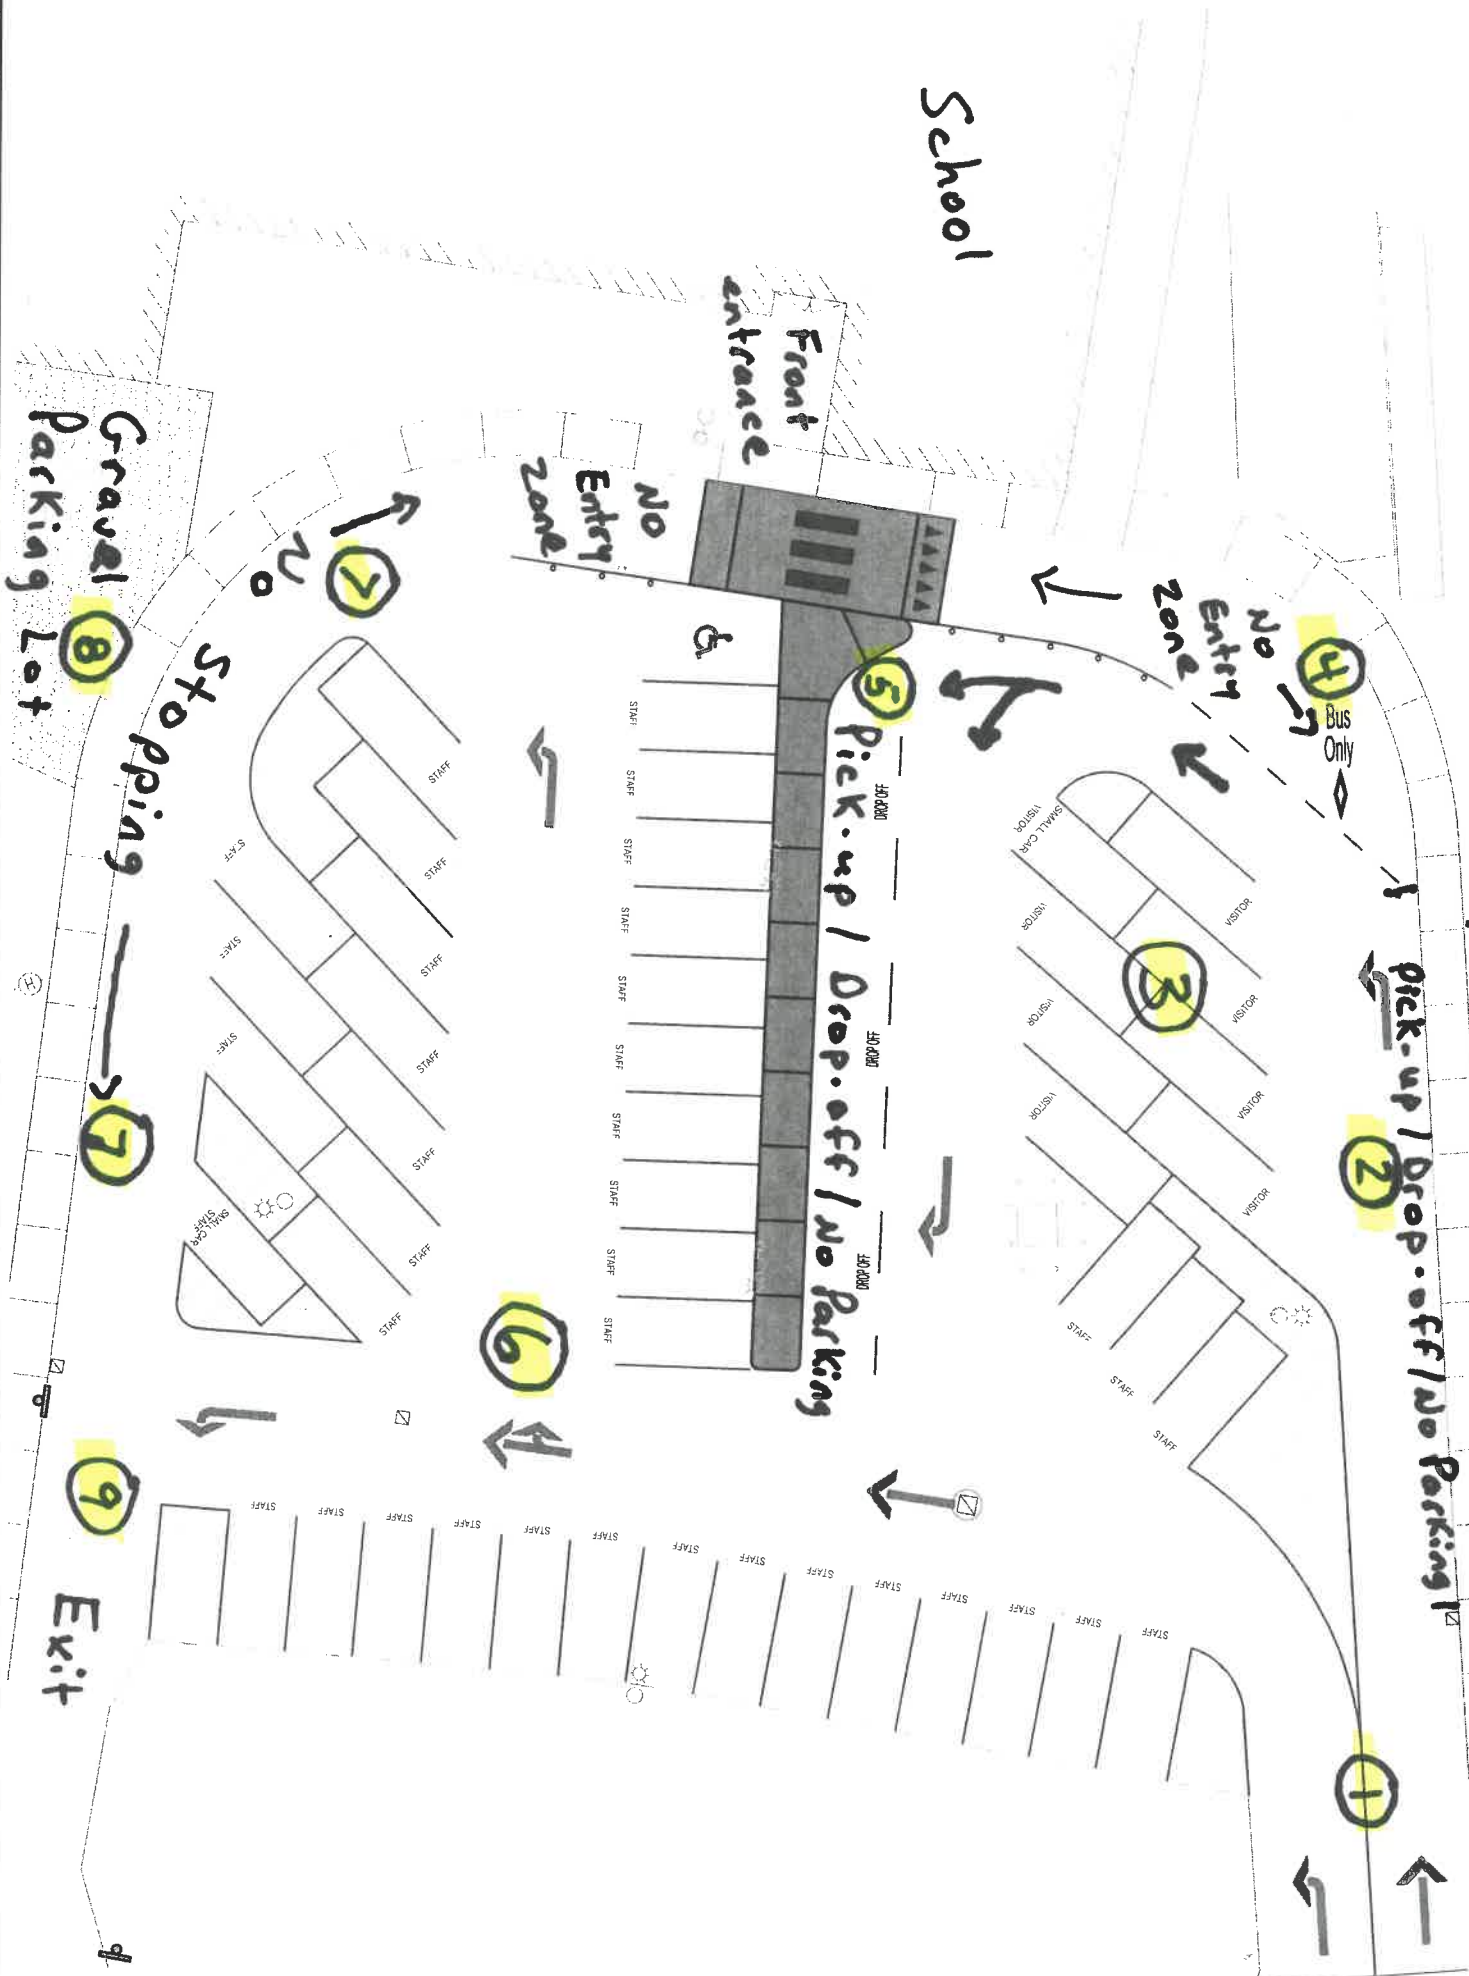 School
Front
entrance
No
Entry
Zone
No
Entry
Zone
4
Bus
Only
Pick-up / Drop-off / No Parking
2
1
3
SMALL CAR
VISITOR
VISITOR
VISITOR
VISITOR
VISITOR
VISITOR
VISITOR
VISITOR
STAFF
STAFF
STAFF
5
Pick-up / Drop-off / No Parking
DROP OFF
DROP OFF
DROP OFF
STAFF
STAFF
STAFF
STAFF
STAFF
STAFF
STAFF
STAFF
STAFF
STAFF
6
7
No
Stopping
7
STAFF
STAFF
STAFF
STAFF
STAFF
STAFF
STAFF
STAFF
STAFF
STAFF
SMALL CAR
STAFF
H
Gravel
Parking Lot
8
9
Exit
STAFF
STAFF
STAFF
STAFF
STAFF
STAFF
STAFF
STAFF
STAFF
STAFF
STAFF
STAFF
STAFF
STAFF